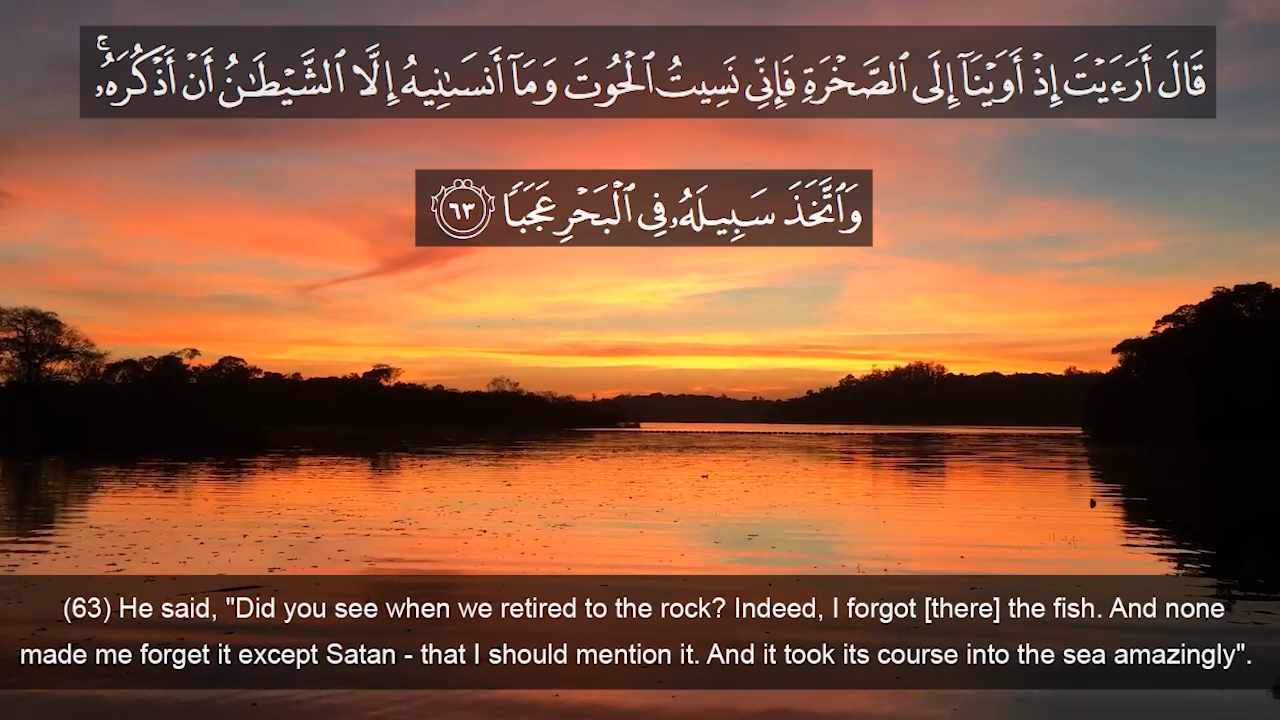 قَالَ أَرَءَيْتَ إِذْ أَوَيْنَآ إِلَى ٱلصَّخْرَةِ فَإِنِّى نَسِيتُ ٱلْحُوتَ وَمَآ أَنسَىٰنِيهُ إِلَّا ٱلشَّيْطَـٰنُ أَنْ أَذْكُرَهُۥ ۚ
وَٱتَّخَذَ سَبِيلَهُۥ فِى ٱلْبَحْرِ عَجَبًا ٦٣
(63) He said, "Did you see when we retired to the rock? Indeed, I forgot [there] the fish. And none
made me forget it except Satan - that I should mention it. And it took its course into the sea amazingly".